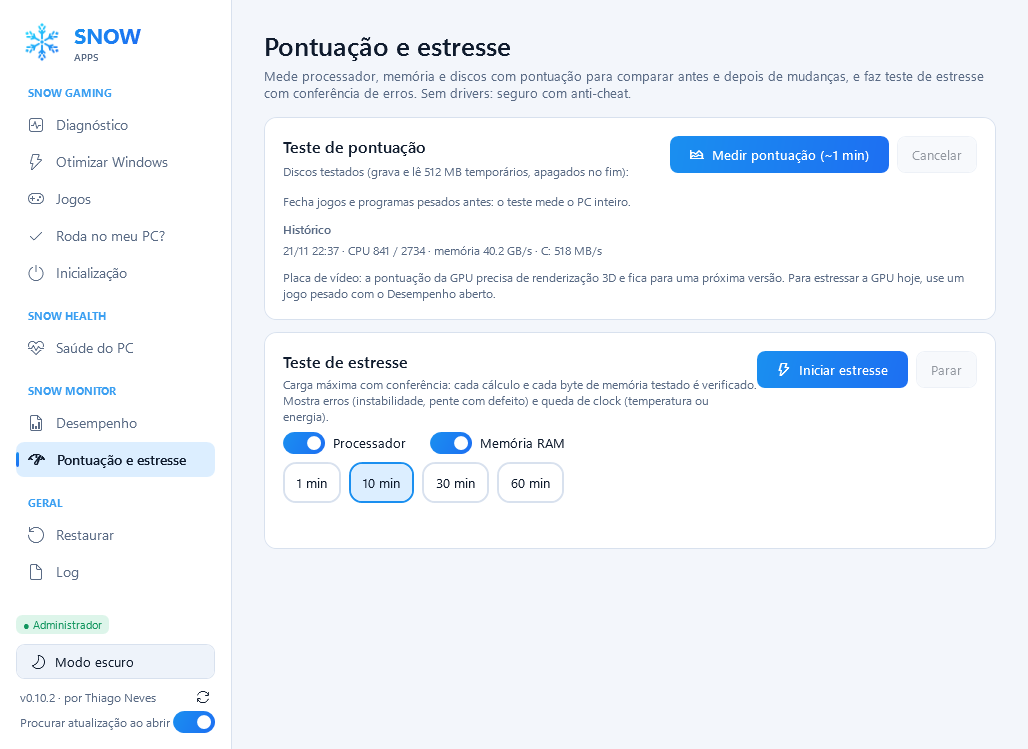 SNOW
APPS
SNOW GAMING
Diagnóstico
Otimizar Windows
Jogos
Roda no meu PC?
Inicialização
SNOW HEALTH
Saúde do PC
SNOW MONITOR
Desempenho
Pontuação e estresse
GERAL
Restaurar
Log
Administrador
Modo escuro
v0.10.2 · por Thiago Neves
Procurar atualização ao abrir
Pontuação e estresse
Mede processador, memória e discos com pontuação para comparar antes e depois de mudanças, e faz teste de estresse
com conferência de erros. Sem drivers: seguro com anti-cheat.
Teste de pontuação
Medir pontuação (~1 min)
Cancelar
Discos testados (grava e lê 512 MB temporários, apagados no fim):
Fecha jogos e programas pesados antes: o teste mede o PC inteiro.
Histórico
21/11 22:37 · CPU 841 / 2734 · memória 40.2 GB/s · C: 518 MB/s
Placa de vídeo: a pontuação da GPU precisa de renderização 3D e fica para uma próxima versão. Para estressar a GPU hoje, use um
jogo pesado com o Desempenho aberto.
Teste de estresse
Iniciar estresse
Parar
Carga máxima com conferência: cada cálculo e cada byte de memória testado é verificado.
Mostra erros (instabilidade, pente com defeito) e queda de clock (temperatura ou
energia).
Processador
Memória RAM
1 min
10 min
30 min
60 min